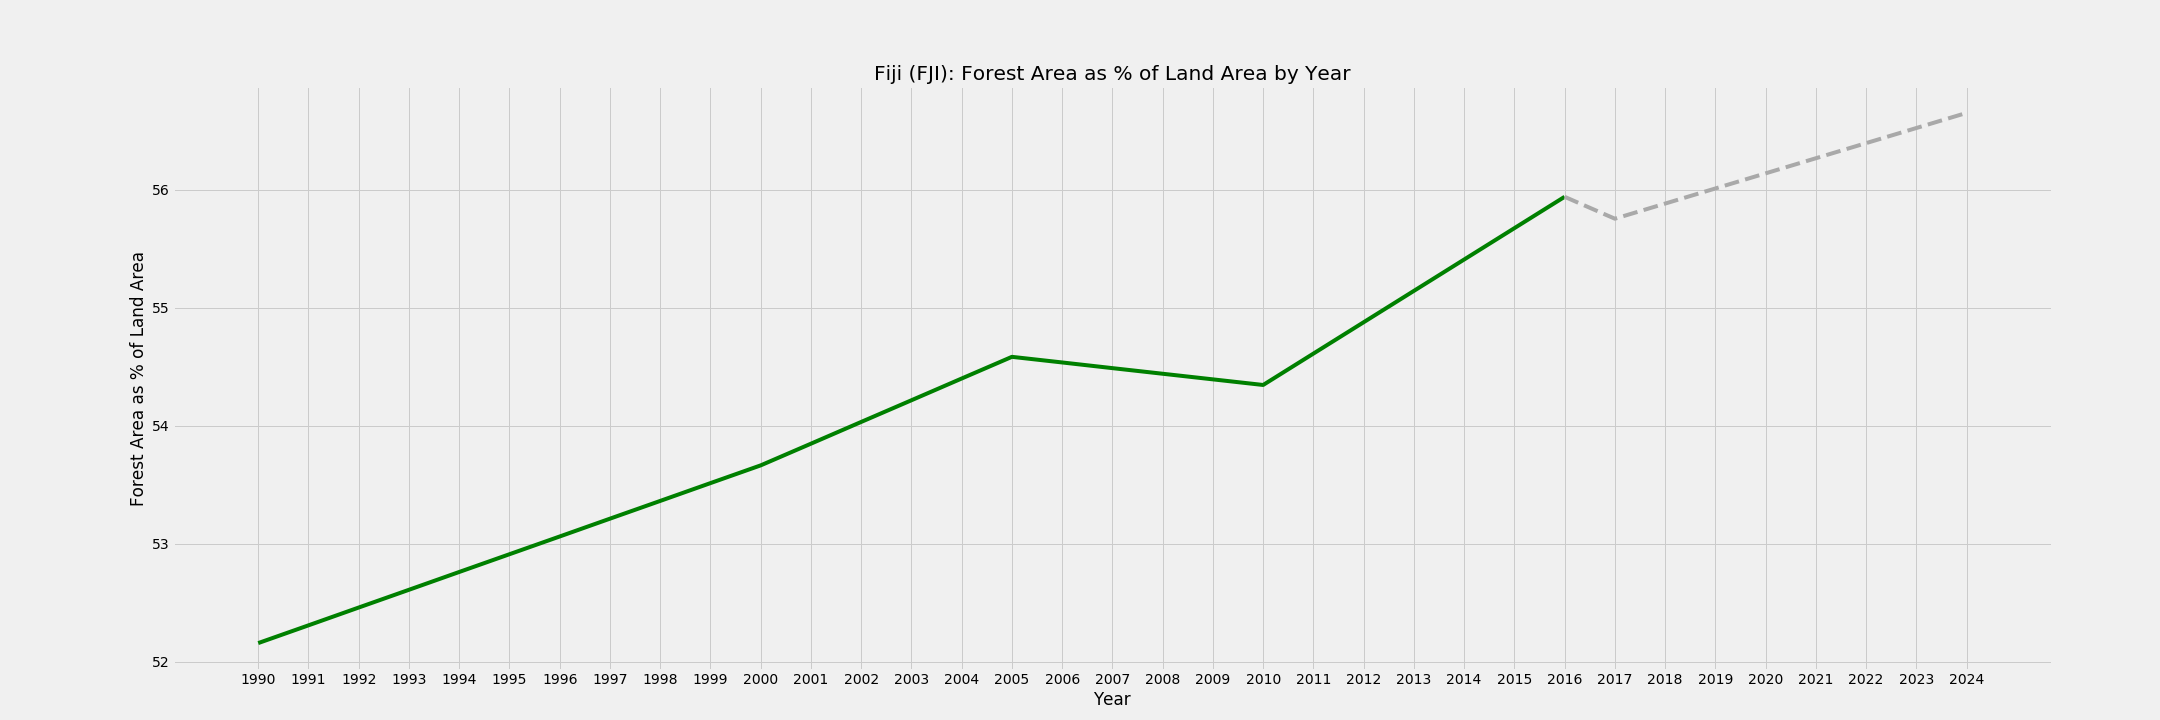 Fiji (FJI): Forest Area as % of Land Area by Year
Forest Area as % of Land Area
56
55
54
53
52
1990 1991 1992 1993 1994 1995 1996 1997 1998 1999 2000 2001 2002 2003 2004 2005 2006 2007 2008 2009 2010 2011 2012 2013 2014 2015 2016 2017 2018 2019 2020 2021 2022 2023 2024
Year